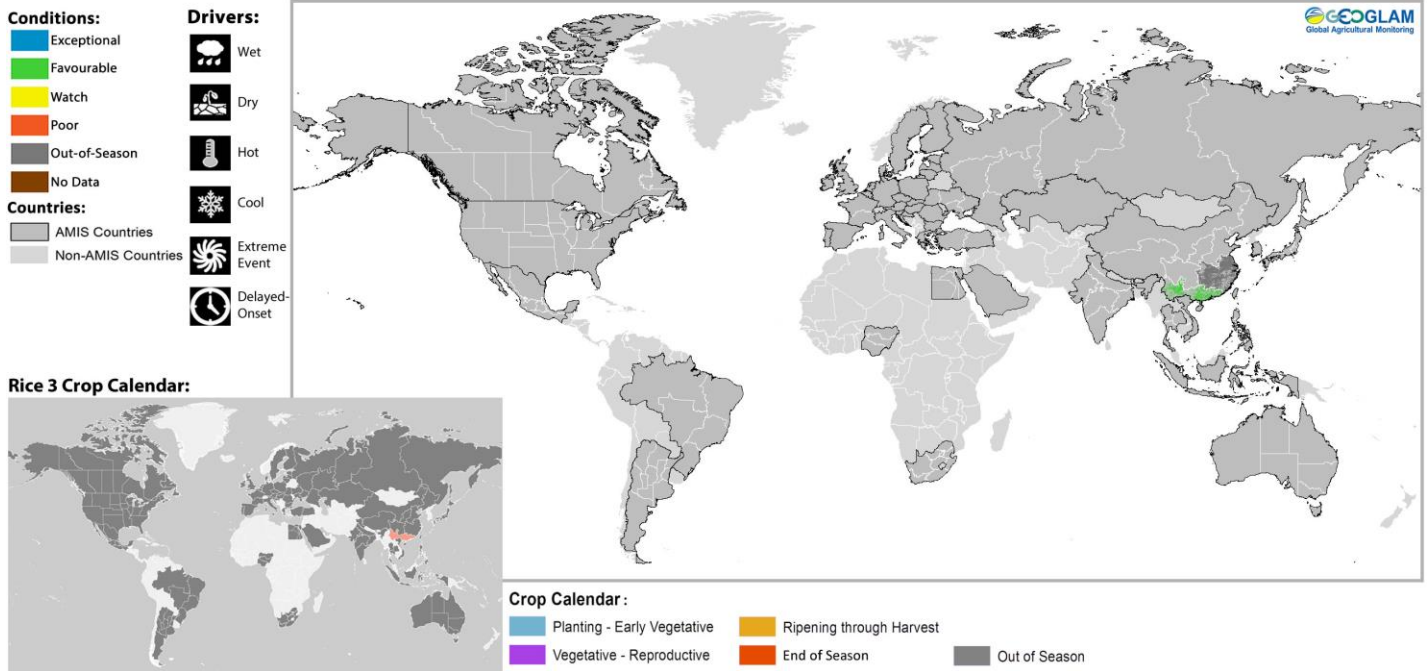 Conditions:
Exceptional
Favourable
Watch
Poor
Out-of-Season
No Data
Countries:
AMIS Countries
Non-AMIS Countries
Drivers:
Wet
Dry
Hot
Cool
Extreme
Event
Delayed-
Onset
GEOGLAM
Global Agricultural Monitoring
Rice 3 Crop Calendar:
Crop Calendar :
Planting - Early Vegetative
Vegetative - Reproductive
Ripening through Harvest
End of Season
Out of Season